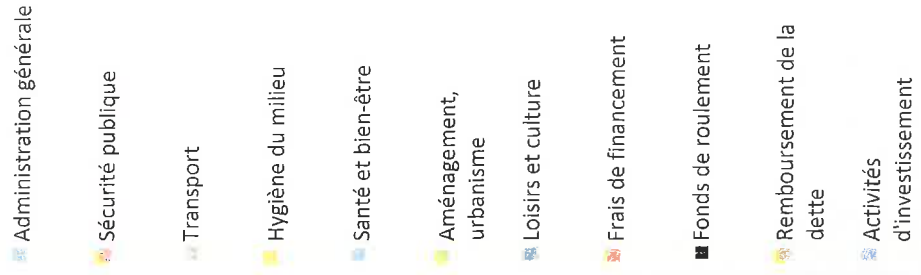 Administration générale
Sécurité publique
Transport
Hygiène du milieu
Santé et bien-être
Aménagement,
urbanisme
Loisirs et culture
Frais de financement
Fonds de roulement
Remboursement de la
dette
Activités
d'investissement